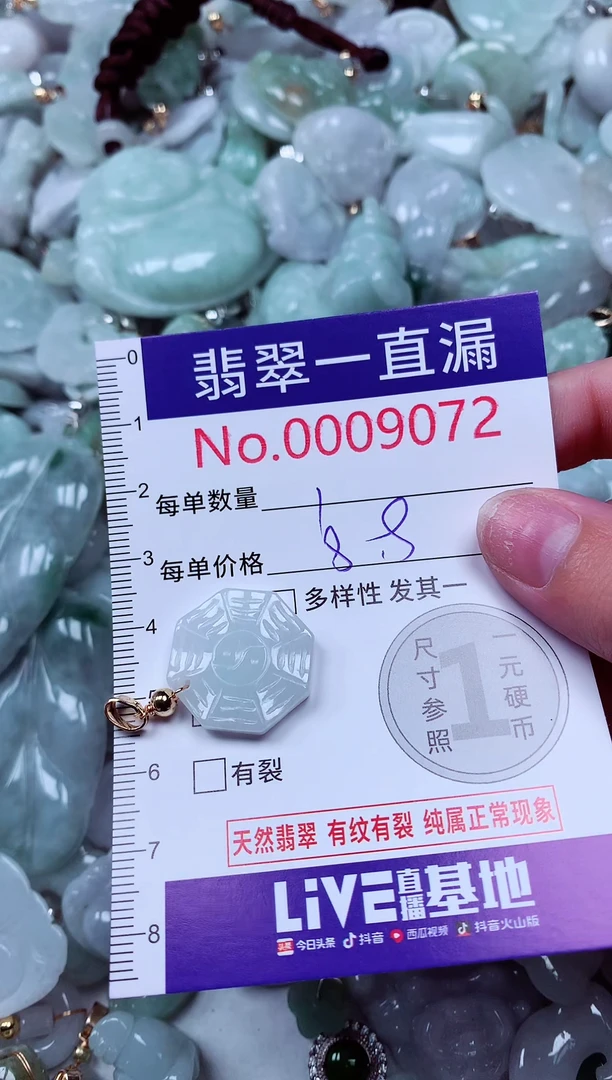 翡翠一直漏
No.0009072
每单数量
每单价格
多样性 发其一
尺寸参照
1
一元硬币
有裂
天然翡翠 有纹有裂 纯属正常现象
LiVE直播基地
头条 今日头条 抖音 西瓜视频 抖音火山版
0
1
2
3
4
6
7
8